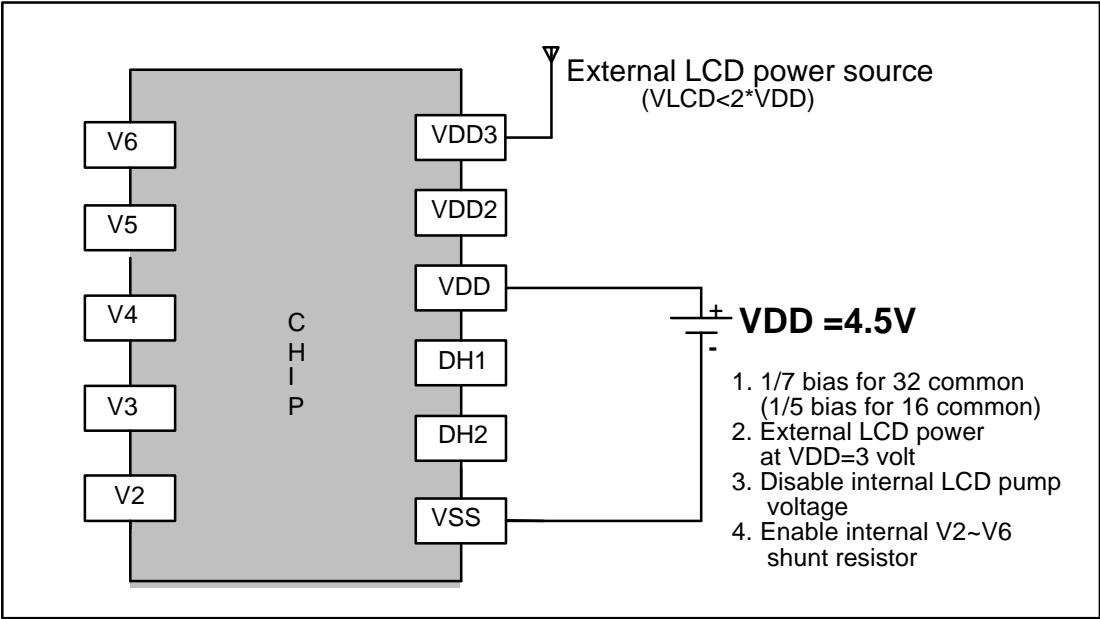 External LCD power source
(VLCD<2*VDD)
V6
V5
V4
V3
V2
C
H
I
P
VDD3
VDD2
VDD
DH1
DH2
VSS
+
-
VDD =4.5V
1. 1/7 bias for 32 common
(1/5 bias for 16 common)
2. External LCD power
at VDD=3 volt
3. Disable internal LCD pump
voltage
4. Enable internal V2~V6
shunt resistor